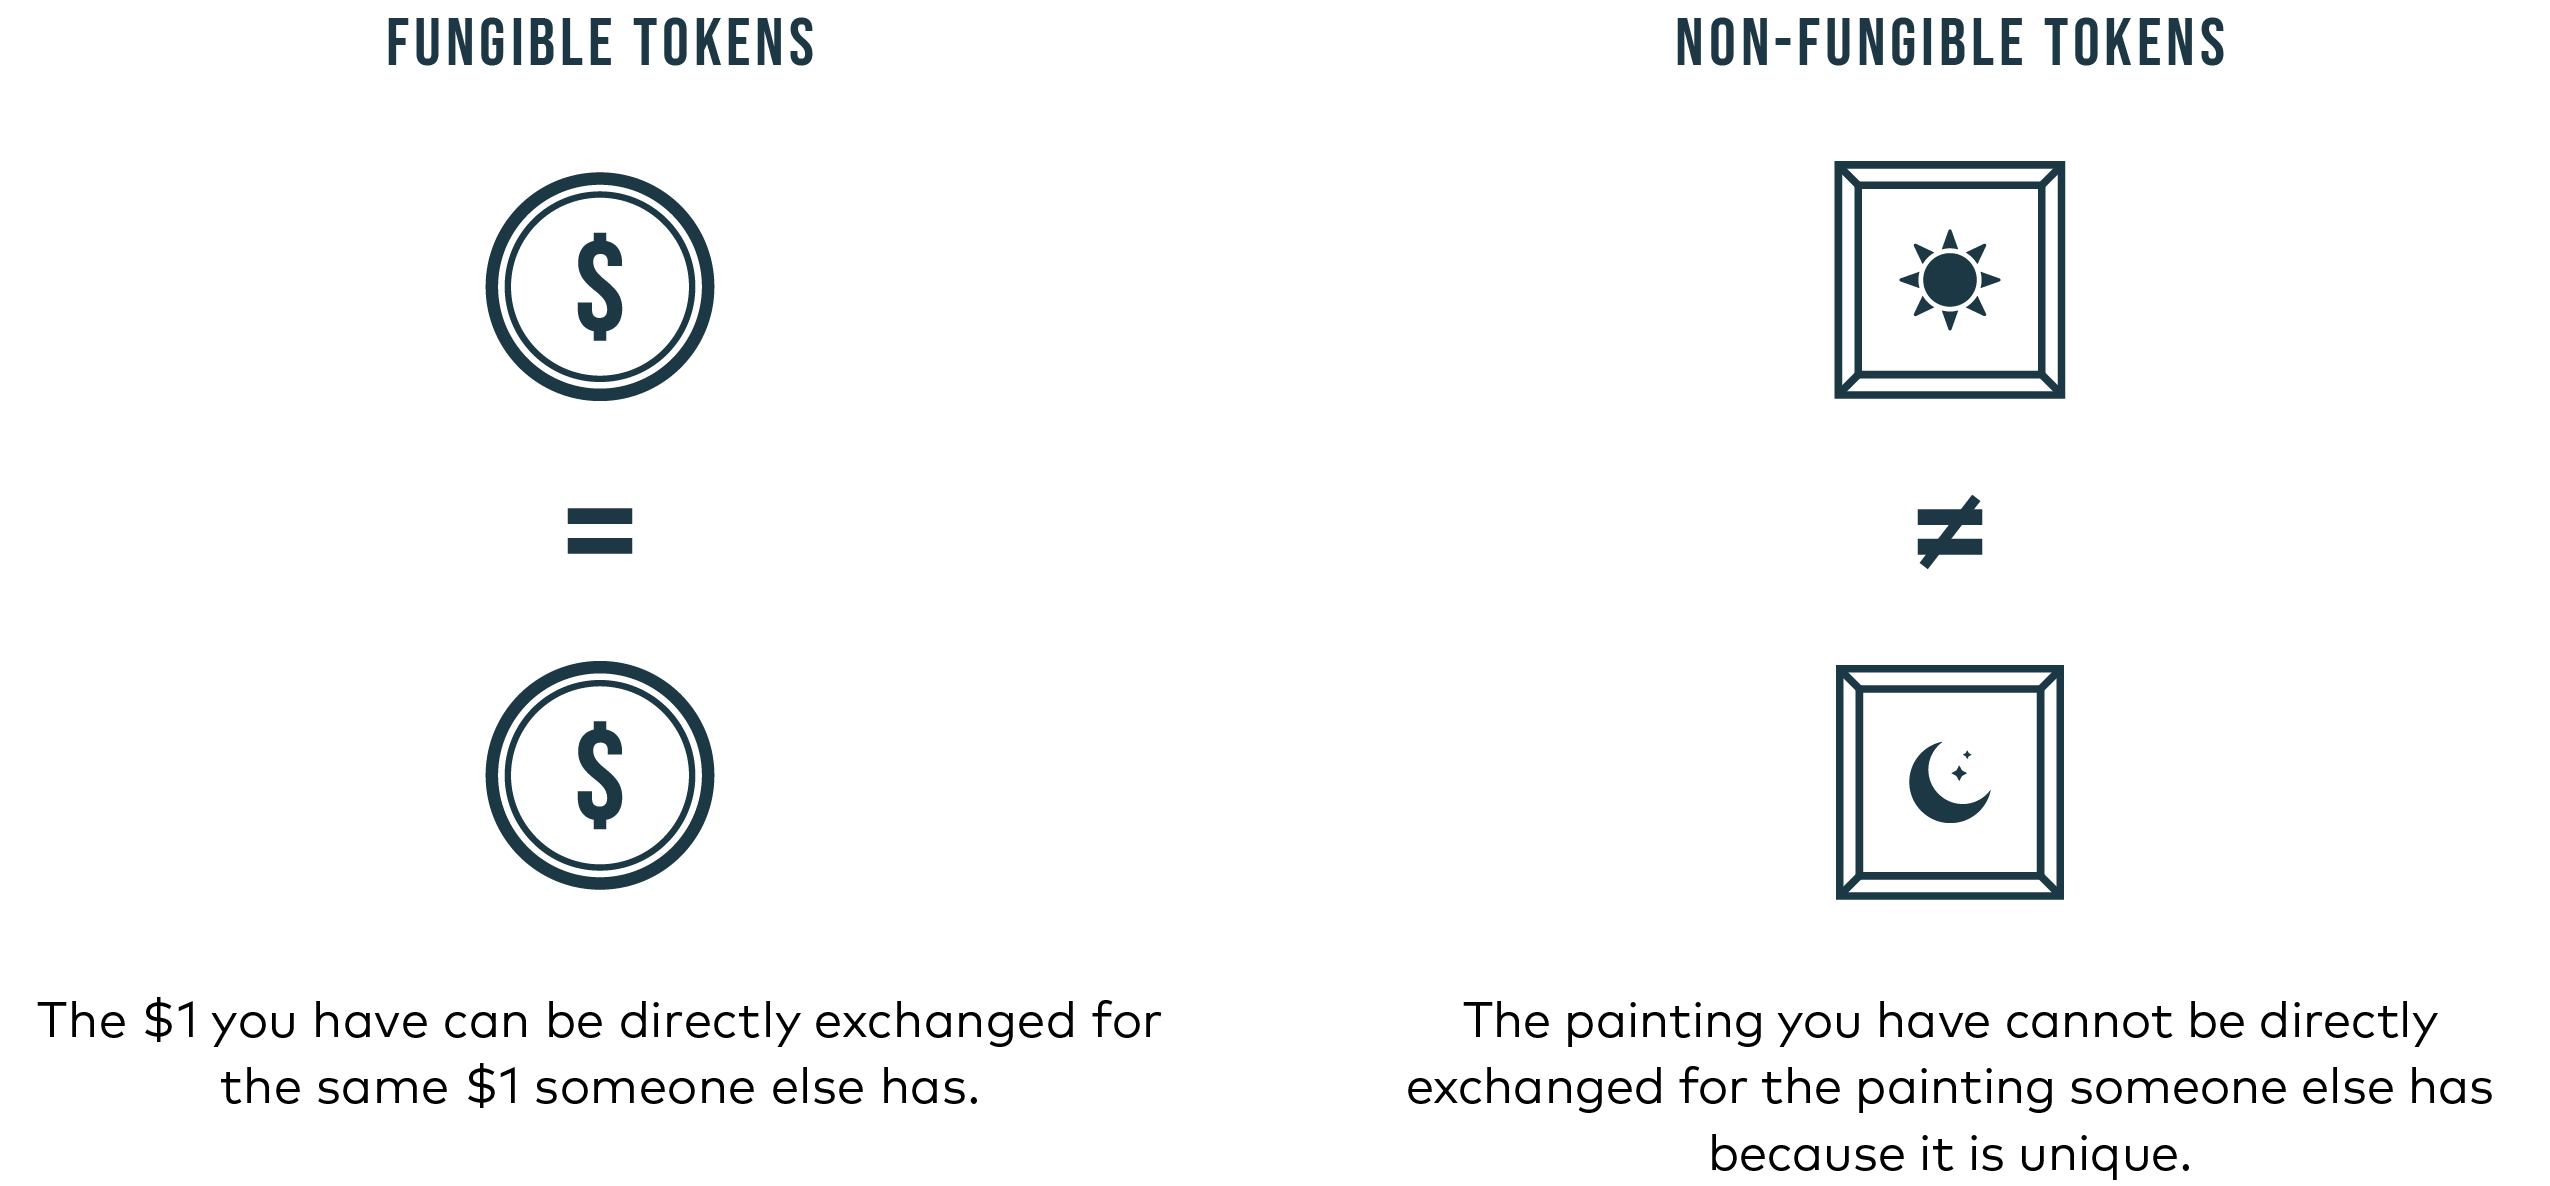 FUNGIBLE TOKENS
$
=
$
The $1 you have can be directly exchanged for
the same $1 someone else has.
NON-FUNGIBLE TOKENS
≠
The painting you have cannot be directly
exchanged for the painting someone else has
because it is unique.